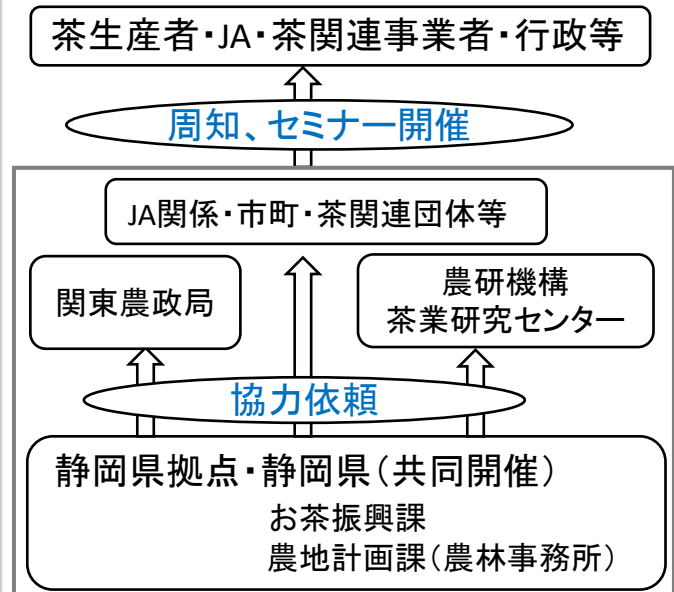 茶生産者・JA・茶関連事業者・行政等
周知、セミナー開催
JA関係・市町・茶関連団体等
関東農政局
農研機構
茶業研究センター
協力依頼
静岡県拠点・静岡県（共同開催）
お茶振興課
農地計画課（農林事務所）